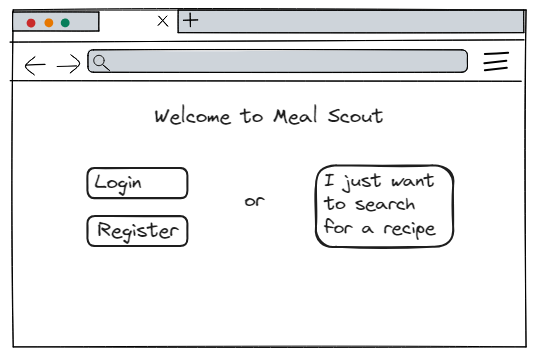 Welcome to Meal Scout
Login
Register
or
I just want
to search
for a recipe